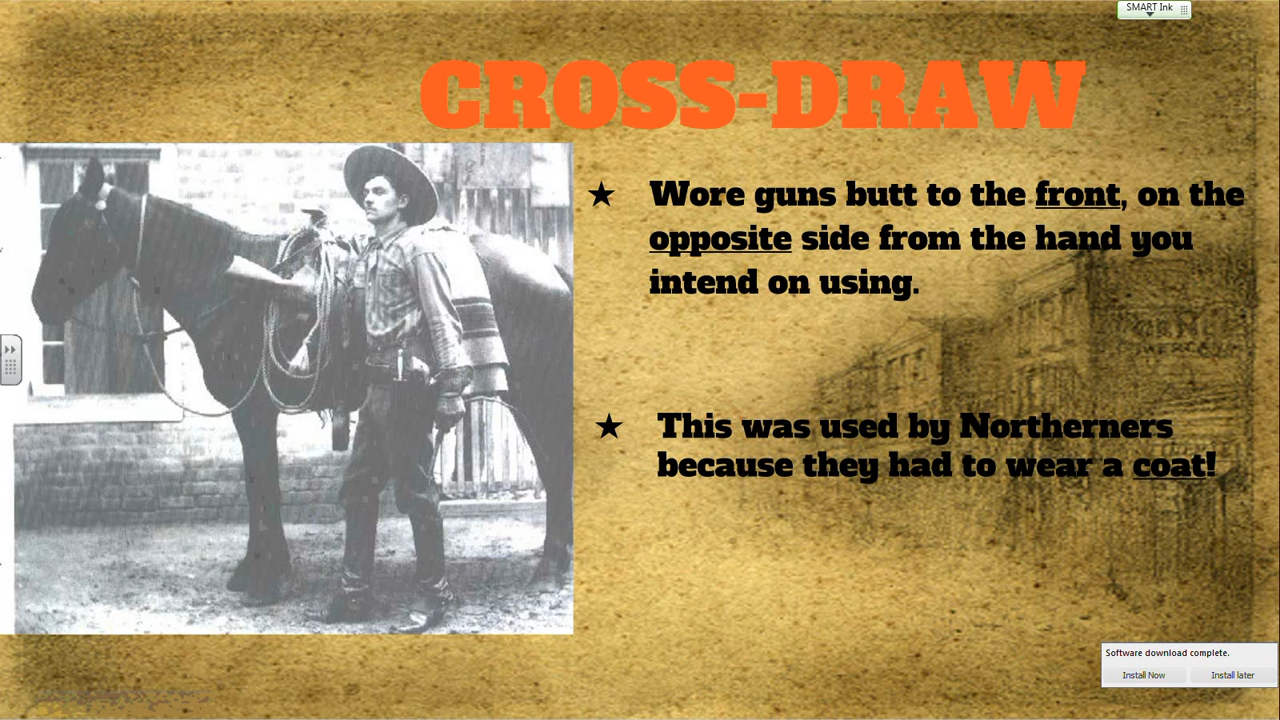 SMART Ink
CROSS-DRAW
★ Wore guns butt to the front, on the
opposite side from the hand you
intend on using.
★ This was used by Northerners
because they had to wear a coat!
Software download complete.
Install Now Install later